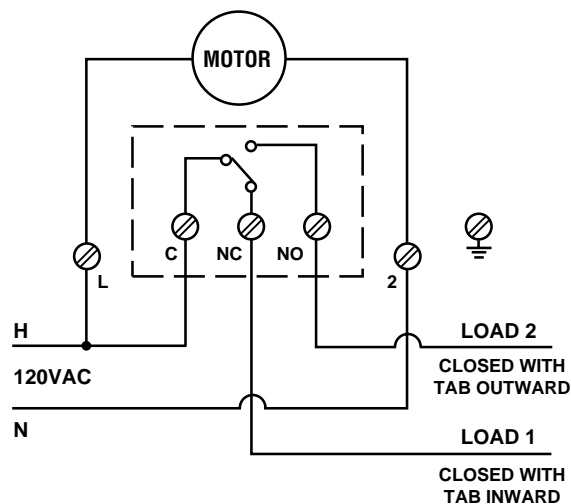 MOTOR
C NC NO
L
2
H
LOAD 2
120VAC
CLOSED WITH
TAB OUTWARD
N
LOAD 1
CLOSED WITH
TAB INWARD